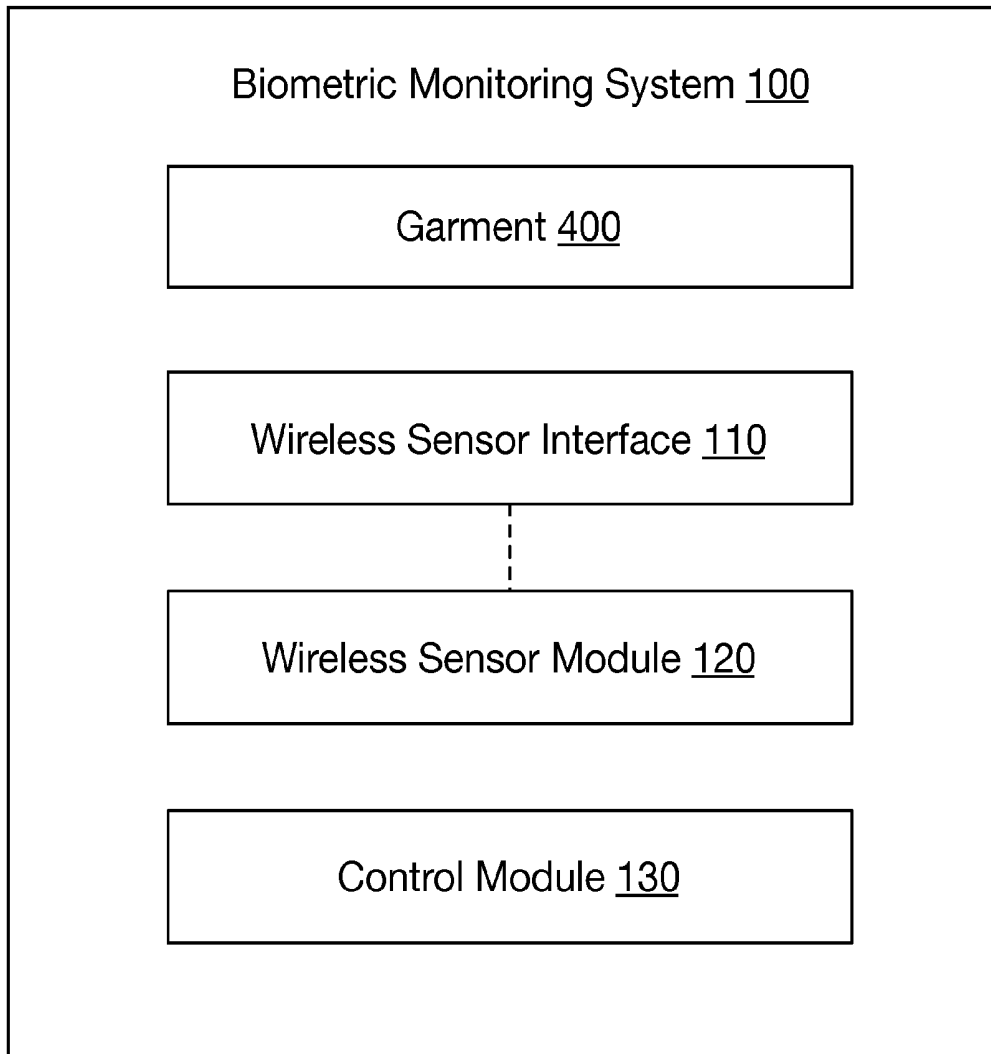 Biometric Monitoring System 100
Garment 400
Wireless Sensor Interface 110
Wireless Sensor Module 120
Control Module 130